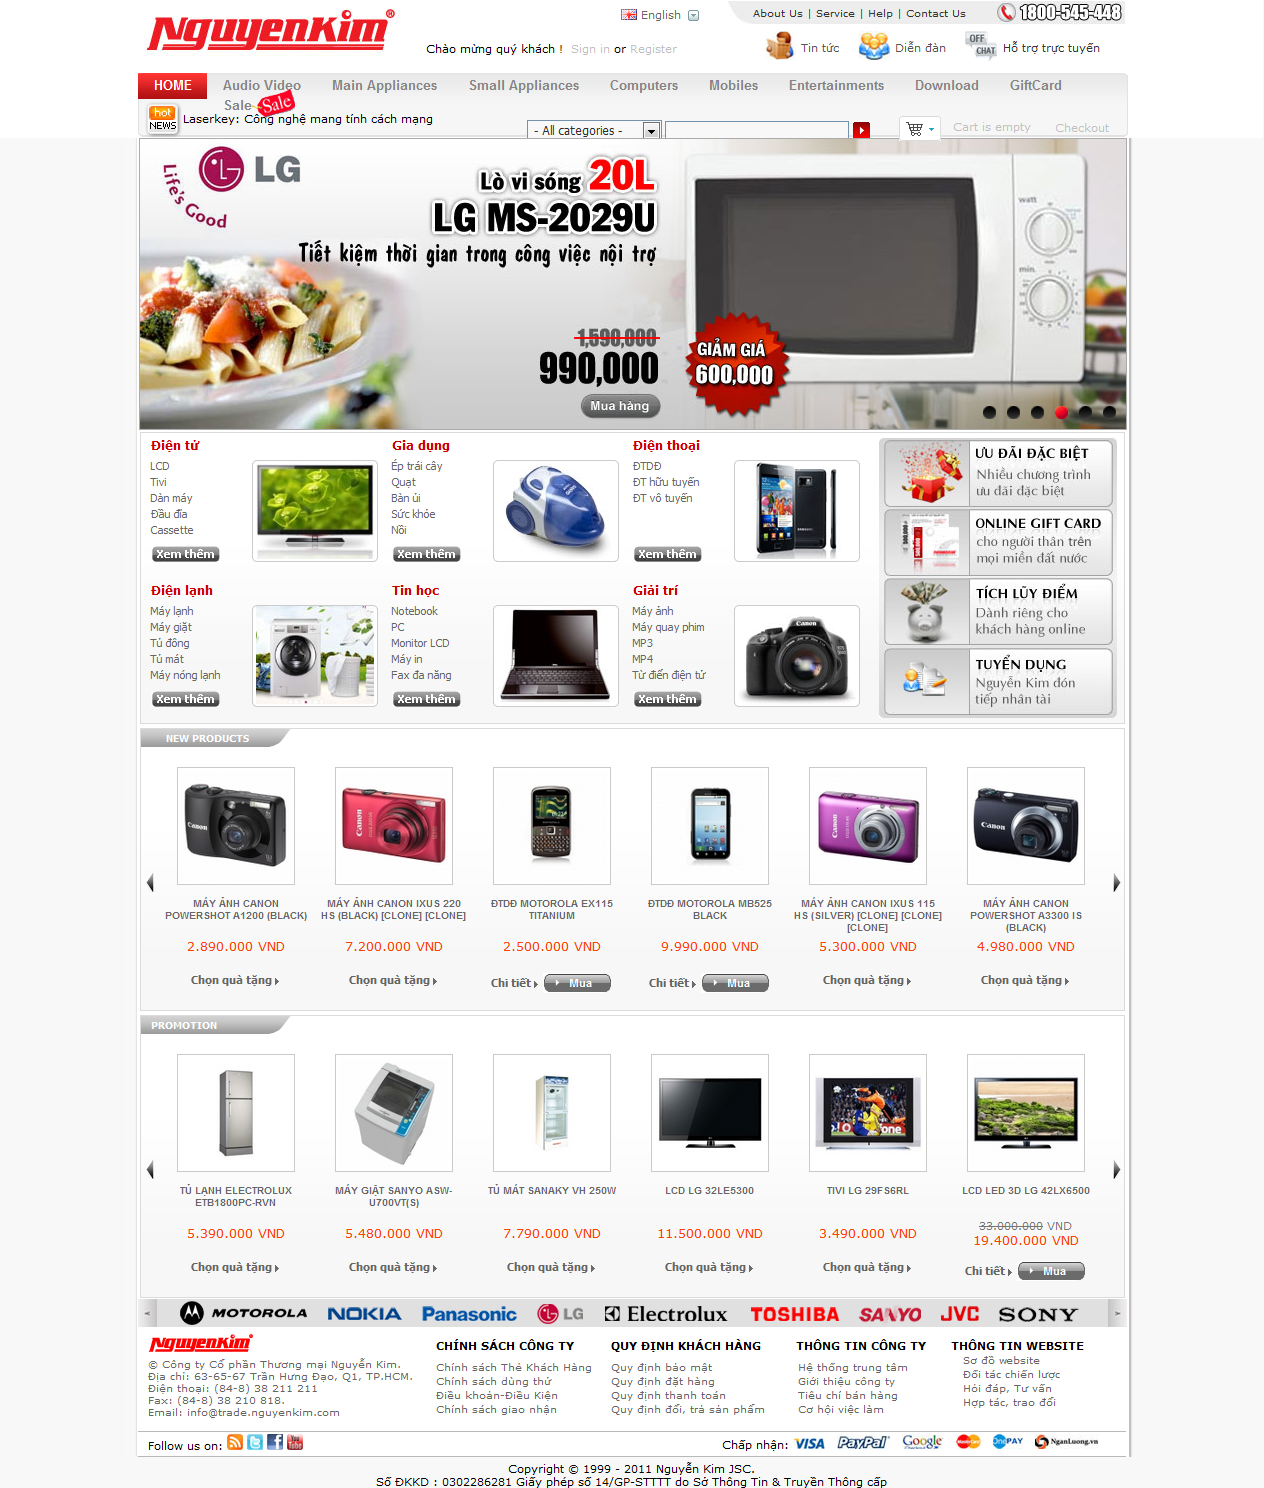 NguyenKim
English
About Us | Service | Help | Contact Us
1800-545-448
Chào mừng quý khách ! Sign in or Register
Tin tức
Diễn đàn
OFF CHAT
Hỗ trợ trực tuyến
HOME
Audio Video
Main Appliances
Small Appliances
Computers
Mobiles
Entertainments
Download
GiftCard
Sale
Sale
hot NEWS
Laserkey: Công nghệ mang tính cách mạng
- All categories -
Cart is empty
Checkout
LG
Life's Good
Lò vi sóng 20L
LG MS-2029U
Tiết kiệm thời gian trong công việc nội trợ
watt
min.
1,590,000
990,000
GIẢM GIÁ
600,000
Mua hàng
Điện tử
LCD
Tivi
Dàn máy
Đầu đĩa
Cassette
Xem thêm
Gia dụng
Ép trái cây
Quạt
Bàn ủi
Sức khỏe
Nồi
Xem thêm
Điện thoại
ĐTDĐ
ĐT hữu tuyến
ĐT vô tuyến
Xem thêm
ƯU ĐÃI ĐẶC BIỆT
Nhiều chương trình
ưu đãi đặc biệt
ONLINE GIFT CARD
cho người thân trên
mọi miền đất nước
TÍCH LŨY ĐIỂM
Dành riêng cho
khách hàng online
TUYỂN DỤNG
Nguyễn Kim đón
tiếp nhân tài
Điện lạnh
Máy lạnh
Máy giặt
Tủ đông
Tủ mát
Máy nóng lạnh
Xem thêm
Tin học
Notebook
PC
Monitor LCD
Máy in
Fax đa năng
Xem thêm
Giải trí
Máy ảnh
Máy quay phim
MP3
MP4
Từ điển điện tử
Xem thêm
Canon
NEW PRODUCTS
Canon
Canon
Canon
Canon
MÁY ẢNH CANON
POWERSHOT A1200 (BLACK)
2.890.000 VND
Chọn quà tặng
MÁY ẢNH CANON IXUS 220
HS (BLACK) [CLONE] [CLONE]
7.200.000 VND
Chọn quà tặng
ĐTDĐ MOTOROLA EX115
TITANIUM
2.500.000 VND
Chi tiết
Mua
ĐTDĐ MOTOROLA MB525
BLACK
9.990.000 VND
Chi tiết
Mua
MÁY ẢNH CANON IXUS 115
HS (SILVER) [CLONE] [CLONE]
[CLONE]
5.300.000 VND
Chọn quà tặng
MÁY ẢNH CANON
POWERSHOT A3300 IS
(BLACK)
4.980.000 VND
Chọn quà tặng
PROMOTION
TỦ LẠNH ELECTROLUX
ETB1800PC-RVN
5.390.000 VND
Chọn quà tặng
MÁY GIẶT SANYO ASW-
U700VT(S)
5.480.000 VND
Chọn quà tặng
TỦ MÁT SANAKY VH 250W
7.790.000 VND
Chọn quà tặng
LCD LG 32LE5300
11.500.000 VND
Chọn quà tặng
TIVI LG 29FS6RL
3.490.000 VND
Chọn quà tặng
LCD LED 3D LG 42LX6500
33.000.000 VND
19.400.000 VND
Chi tiết
Mua
MOTOROLA NOKIA Panasonic LG Electrolux TOSHIBA SANYO JVC SONY
NguyenKim
© Công ty Cổ phần Thương mại Nguyễn Kim.
Địa chỉ: 63-65-67 Trần Hưng Đạo, Q1, TP.HCM.
Điện thoại: (84-8) 38 211 211
Fax: (84-8) 38 210 818.
Email: info@trade.nguyenkim.com
CHÍNH SÁCH CÔNG TY
Chính sách Thẻ Khách Hàng
Chính sách dùng thử
Điều khoản-Điều Kiện
Chính sách giao nhận
QUY ĐỊNH KHÁCH HÀNG
Quy định bảo mật
Quy định đặt hàng
Quy định thanh toán
Quy định đổi, trả sản phẩm
THÔNG TIN CÔNG TY
Hệ thống trung tâm
Giới thiệu công ty
Tiêu chí bán hàng
Cơ hội việc làm
THÔNG TIN WEBSITE
Sơ đồ website
Đối tác chiến lược
Hỏi đáp, Tư vấn
Hợp tác, trao đổi
Follow us on:
You Tube
Chấp nhận: VISA PayPal Google MasterCard OnePAY NganLuong.vn
Copyright © 1999 - 2011 Nguyễn Kim JSC.
Số ĐKKD : 0302286281 Giấy phép số 14/GP-STTTT do Sở Thông Tin & Truyền Thông cấp